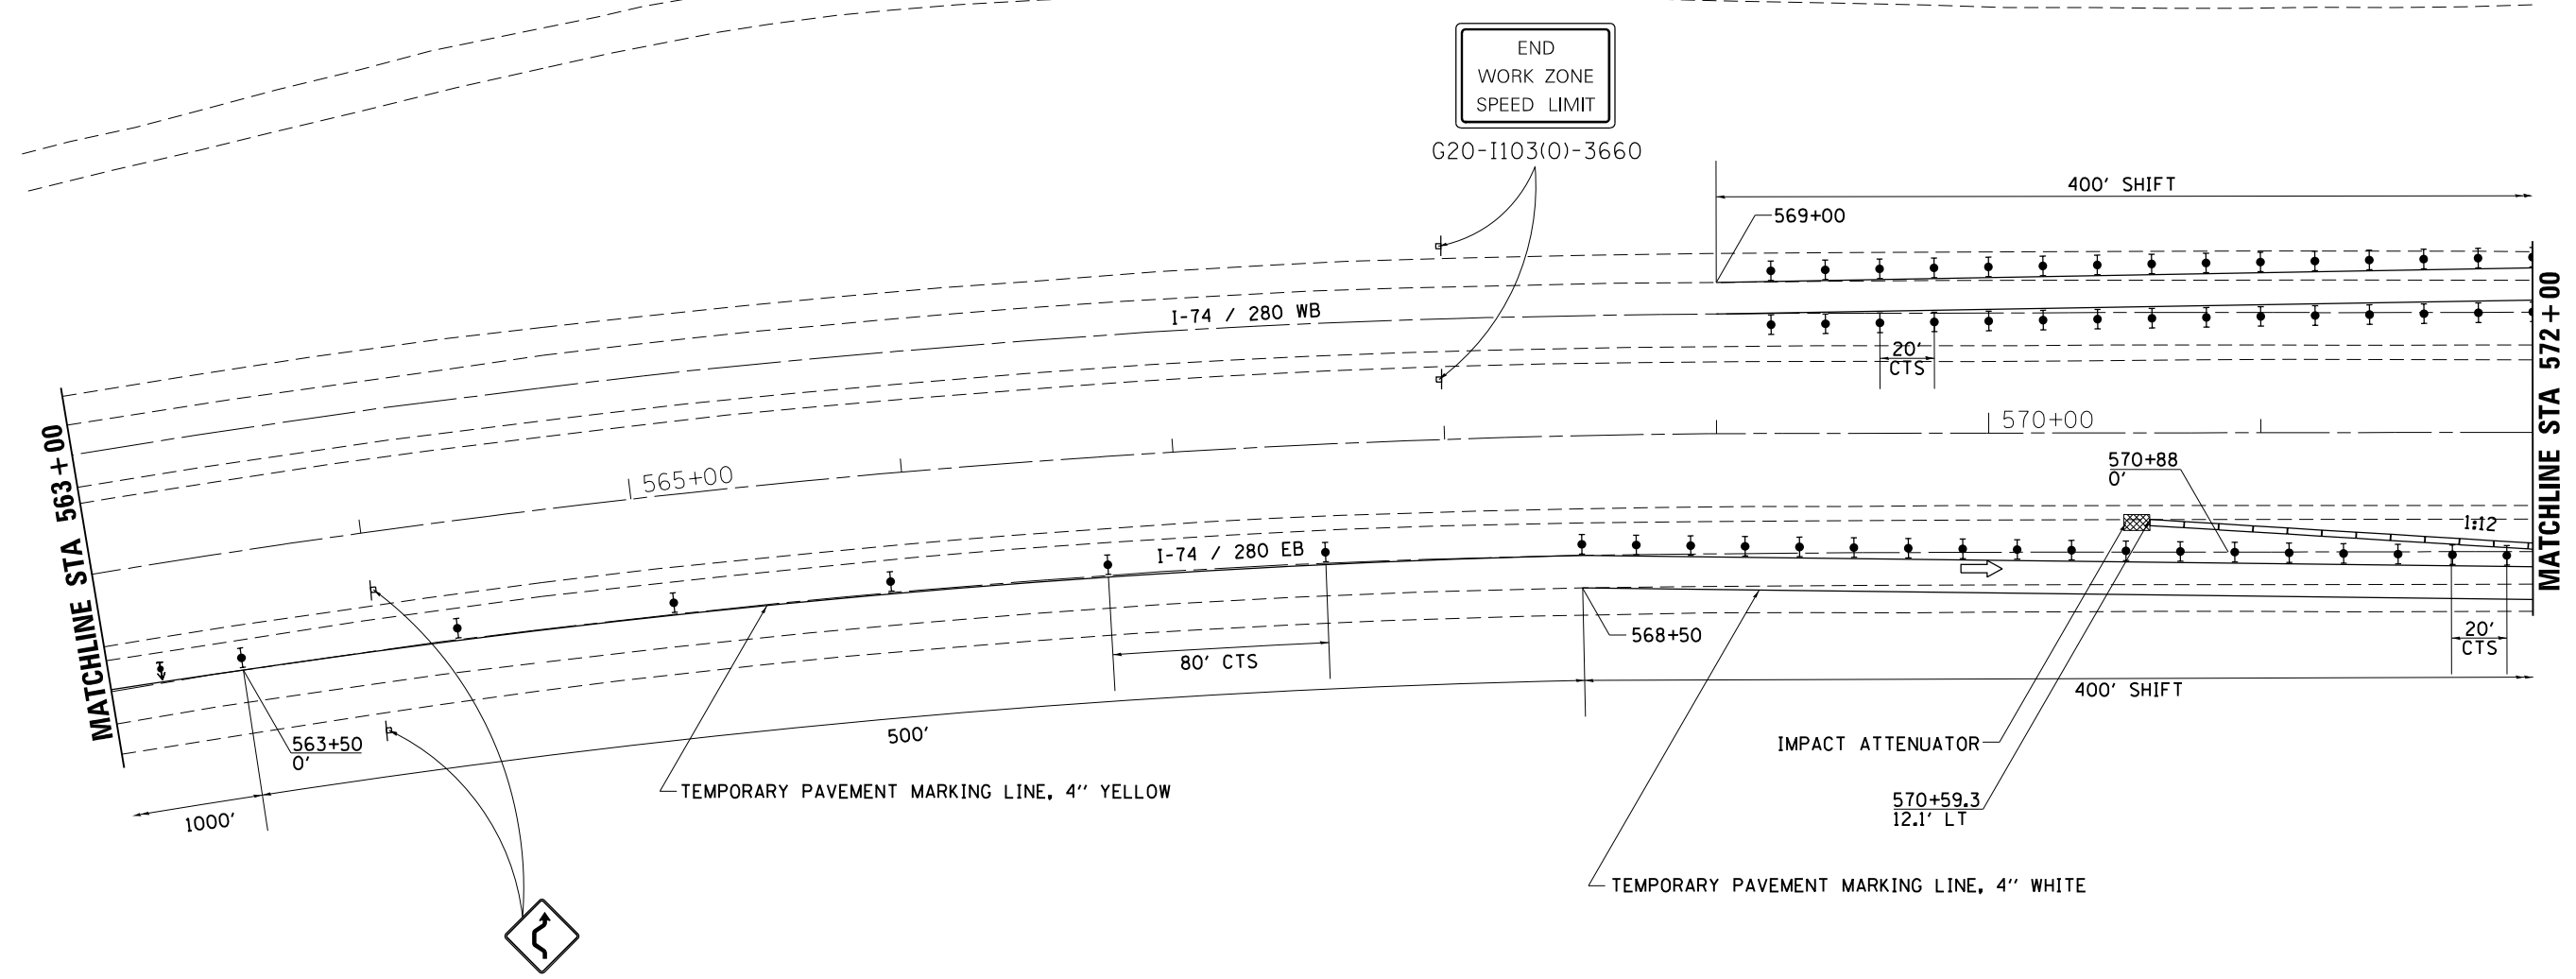 END
WORK ZONE
SPEED LIMIT
G20-I103(O)-3660
400' SHIFT
569+00
I-74 / 280 WB
20'
CTS
MATCHLINE STA 572+00
570+00
MATCHLINE STA 563+00
565+00
570+88
0'
1:12
I-74 / 280 EB
568+50
20'
CTS
80' CTS
400' SHIFT
500'
563+50
0'
IMPACT ATTENUATOR
TEMPORARY PAVEMENT MARKING LINE, 4" YELLOW
570+59.3
12.1' LT
1000'
TEMPORARY PAVEMENT MARKING LINE, 4" WHITE